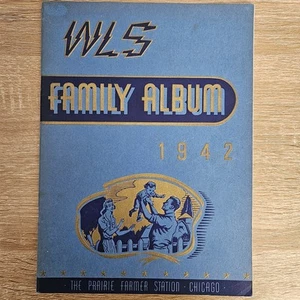 WLS
FAMILY ALBUM
1942
THE PRAIRIE FARMER STATION · CHICAGO ·